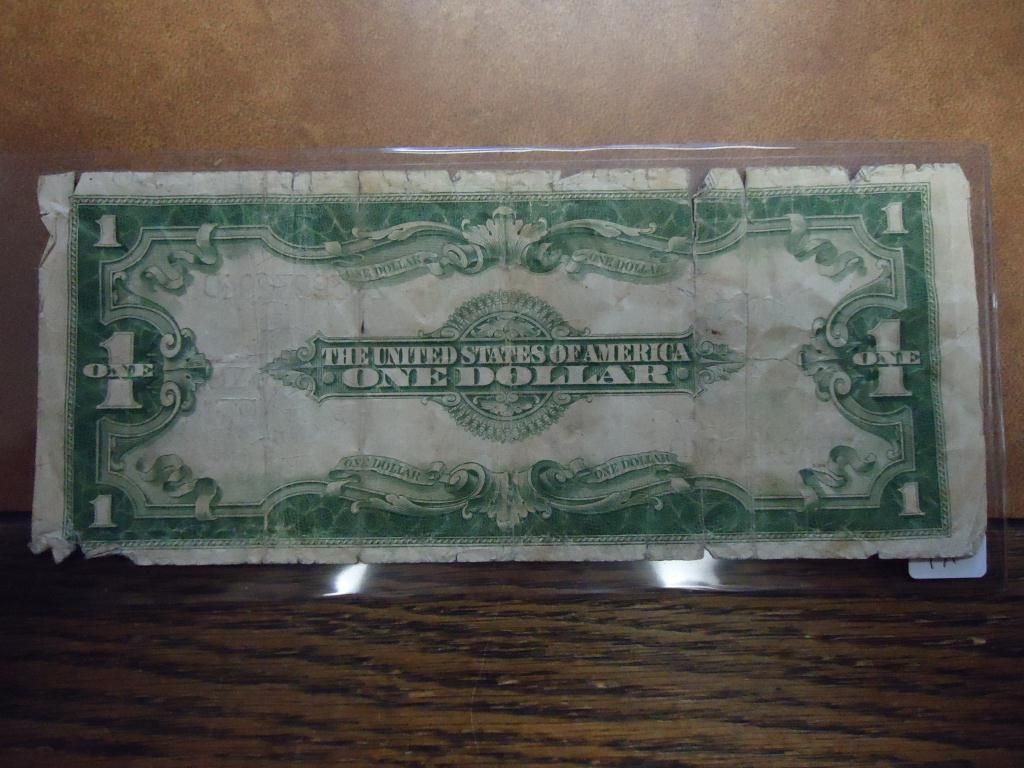 1 1
ONE DOLLAR ONE DOLLAR
1 ONE THE UNITED STATES OF AMERICA 1 ONE
ONE DOLLAR
ONE DOLLAR ONE DOLLAR
1 1